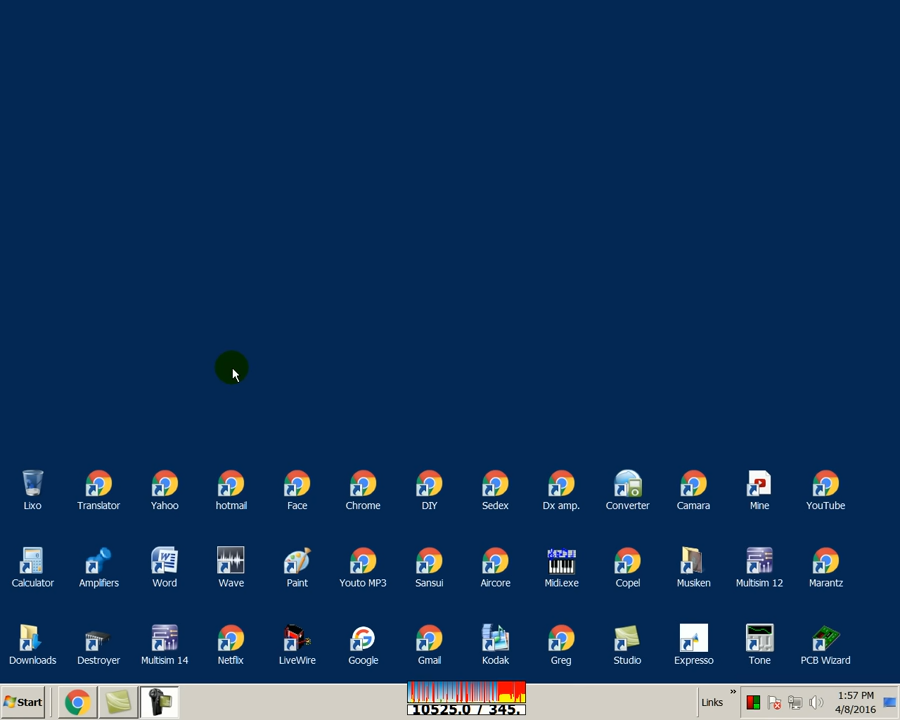 Lixo Translator Yahoo hotmail Face Chrome DIY Sedex Dx amp. Converter Camara Mine YouTube
Calculator Amplfiers Word Wave Paint Youto MP3 Sansui Aircore Midi.exe Copel Musiken Multisim 12 Marantz
Downloads Destroyer Multisim 14 Netflix LiveWire Google Gmail Kodak Greg Studio Expresso Tone PCB Wizard
Start 10525.0 / 345. Links » 1:57 PM
4/8/2016